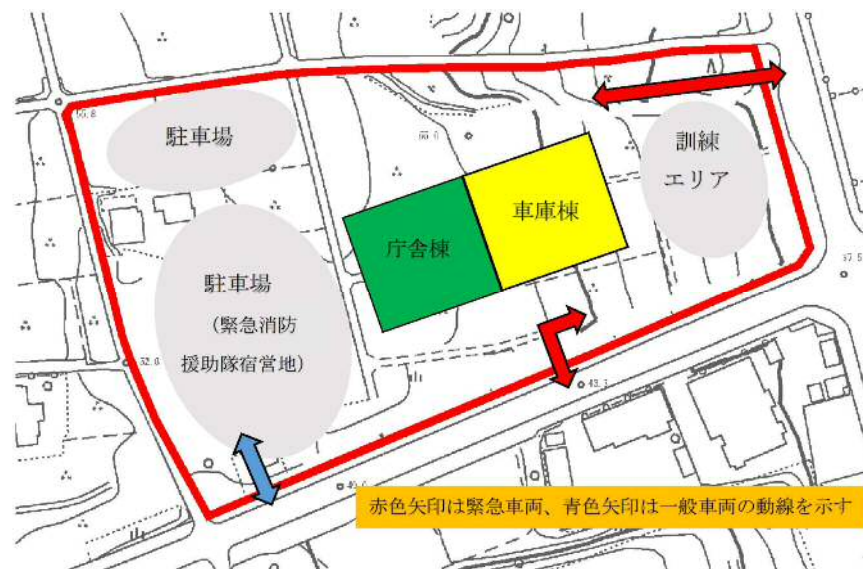 駐車場
訓練
エリア
車庫棟
庁舎棟
駐車場
（緊急消防
援助隊宿営地）
43.3
赤色矢印は緊急車両、青色矢印は一般車両の動線を示す